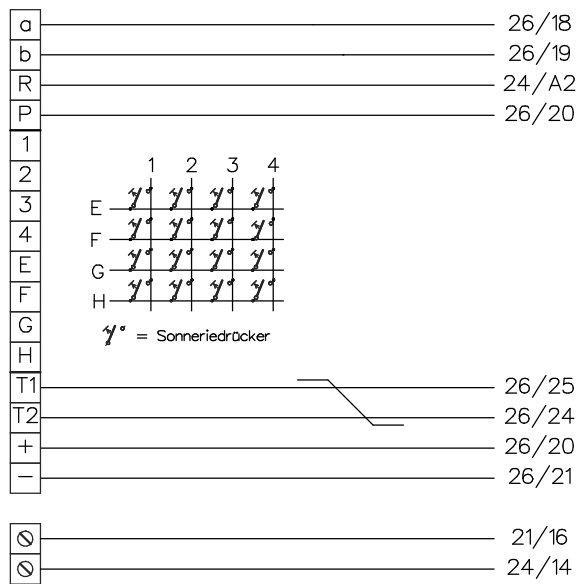 a 26/18
b 26/19
R 24/A2
P 26/20
1
2
3
4
E
F
G
H
1 2 3 4
E
F
G
H
= Sonneriedrücker
T1 26/25
T2 26/24
+ 26/20
− 26/21
21/16
24/14